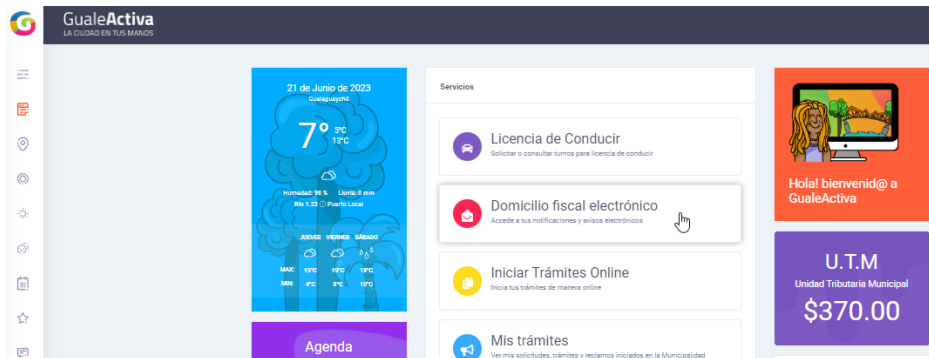 GualeActiva
LA CIUDAD EN TUS MANOS
21 de Junio de 2023
Gualeguaychú
7° 5°C
13°C
Humedad: 98 % Lluvia: 0 mm
Río 1.22 Puerto Local
JUEVES VIERNES SÁBADO
MAX: 15°C 19°C 19°C
MIN: 4°C 8°C 10°C
Agenda
Servicios
Licencia de Conducir
Solicitar o consultar turnos para licencia de conducir
Domicilio fiscal electrónico
Accede a tus notificaciones y avisos electrónicos
Iniciar Trámites Online
Inicia tus trámites de manera online
Mis trámites
Ver mis solicitudes, trámites y reclamos iniciados en la Municipalidad
Hola! bienvenid@ a
GualeActiva
U.T.M
Unidad Tributaria Municipal
$370.00